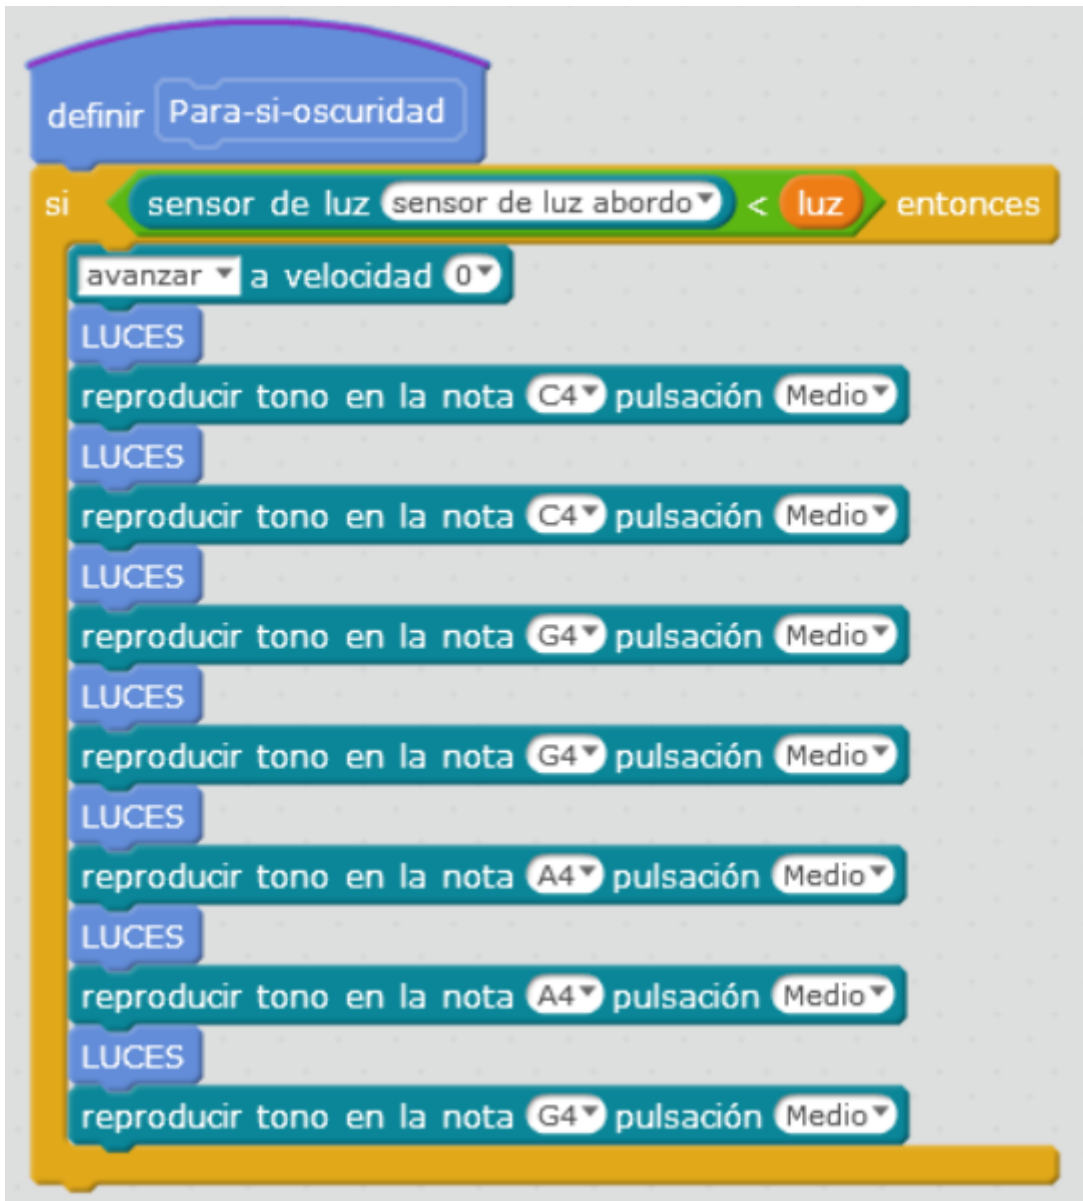 definir Para-si-oscuridad
si sensor de luz sensor de luz abordo < luz entonces
avanzar a velocidad 0
LUCES
reproducir tono en la nota C4 pulsación Medio
LUCES
reproducir tono en la nota C4 pulsación Medio
LUCES
reproducir tono en la nota G4 pulsación Medio
LUCES
reproducir tono en la nota G4 pulsación Medio
LUCES
reproducir tono en la nota A4 pulsación Medio
LUCES
reproducir tono en la nota A4 pulsación Medio
LUCES
reproducir tono en la nota G4 pulsación Medio